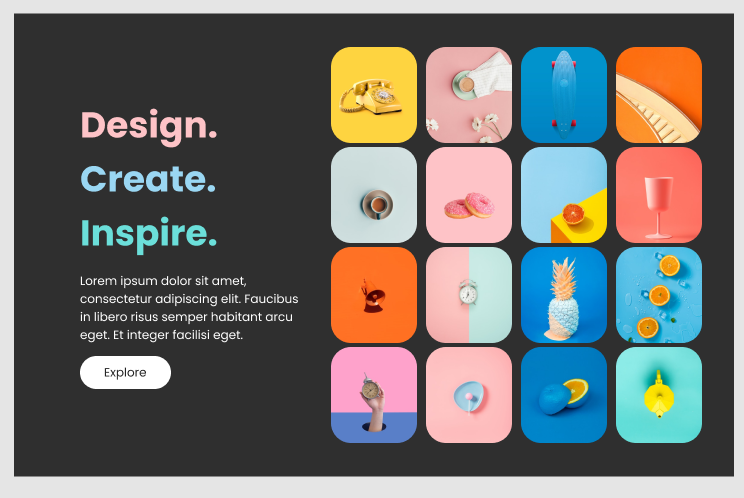 Design.
Create.
Inspire.
Lorem ipsum dolor sit amet,
consectetur adipiscing elit. Faucibus
in libero risus semper habitant arcu
eget. Et integer facilisi eget.
Explore